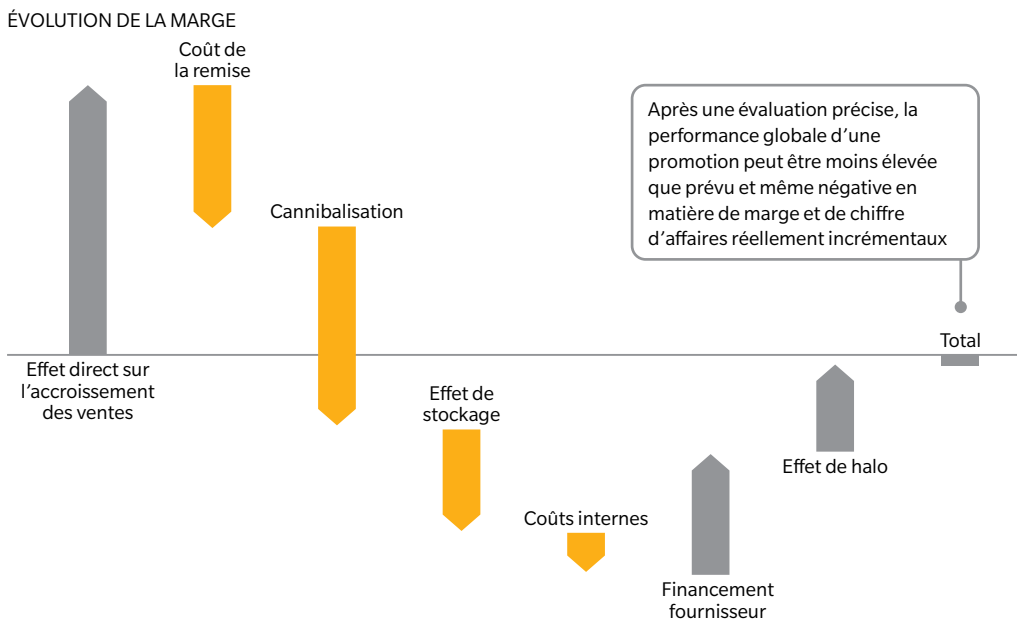 ÉVOLUTION DE LA MARGE
Coût de
la remise
Après une évaluation précise, la
performance globale d’une
promotion peut être moins élevée
que prévu et même négative en
matière de marge et de chiffre
d’affaires réellement incrémentaux
Cannibalisation
Total
Effet direct sur
l’accroissement
des ventes
Effet de
stockage
Effet de halo
Coûts internes
Financement
fournisseur